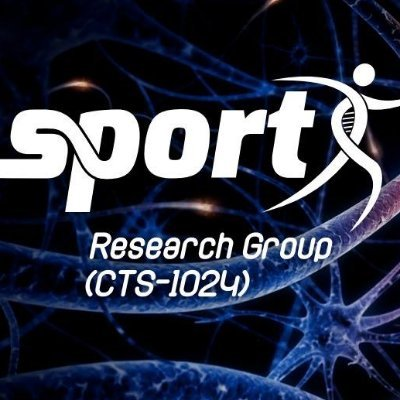 sport
Research Group
(CTS-1024)